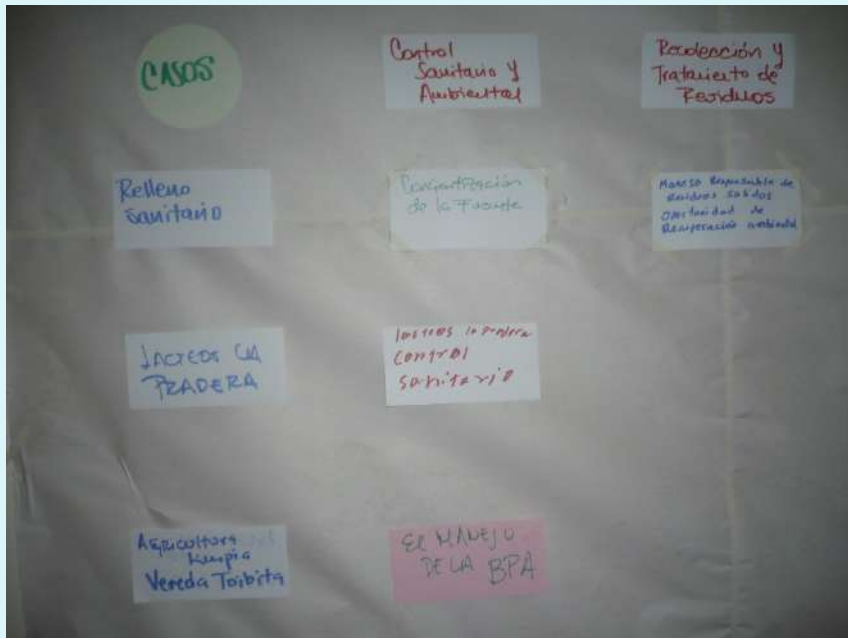 CASOS
Control
Sanitario y
Ambiental
Recolección y
Tratamiento de
Residuos
Relleno
Sanitario
de la Fuente
Manejo Responsable de
Residuos Solidos
Oportunidad de
Recuperación ambiental
LACTEOS LA
PRADERA
Lacteos la pradera
Control
Sanitario
Agricultura
Limpia
Vereda Toibita
EL MANEJO
DE LA BPA